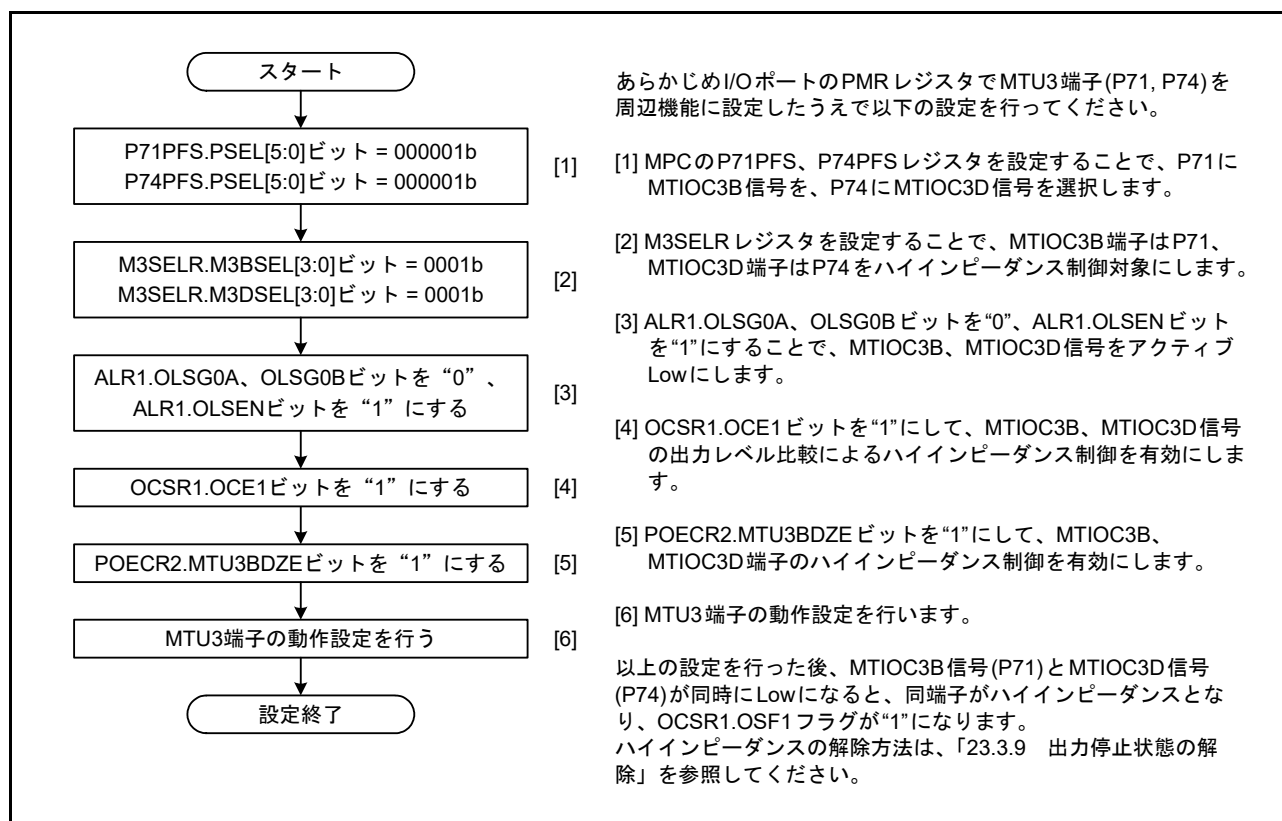 スタート
P71PFS.PSEL[5:0]ビット = 000001b
P74PFS.PSEL[5:0]ビット = 000001b
[1]
M3SELR.M3BSEL[3:0]ビット = 0001b
M3SELR.M3DSEL[3:0]ビット = 0001b
[2]
ALR1.OLSG0A、OLSG0Bビットを“0”、
ALR1.OLSENビットを“1”にする
[3]
OCSR1.OCE1ビットを“1”にする
[4]
POECR2.MTU3BDZEビットを“1”にする
[5]
MTU3端子の動作設定を行う
[6]
設定終了
あらかじめI/OポートのPMRレジスタでMTU3端子(P71, P74)を
周辺機能に設定したうえで以下の設定を行ってください。
[1] MPCのP71PFS、P74PFSレジスタを設定することで、P71に
MTIOC3B信号を、P74にMTIOC3D信号を選択します。
[2] M3SELRレジスタを設定することで、MTIOC3B端子はP71、
MTIOC3D端子はP74をハイインピーダンス制御対象にします。
[3] ALR1.OLSG0A、OLSG0Bビットを“0”、ALR1.OLSENビット
を“1”にすることで、MTIOC3B、MTIOC3D信号をアクティブ
Lowにします。
[4] OCSR1.OCE1ビットを“1”にして、MTIOC3B、MTIOC3D信号
の出力レベル比較によるハイインピーダンス制御を有効にしま
す。
[5] POECR2.MTU3BDZEビットを“1”にして、MTIOC3B、
MTIOC3D端子のハイインピーダンス制御を有効にします。
[6] MTU3端子の動作設定を行います。
以上の設定を行った後、MTIOC3B信号(P71)とMTIOC3D信号
(P74)が同時にLowになると、同端子がハイインピーダンスとな
り、OCSR1.OSF1フラグが“1”になります。
ハイインピーダンスの解除方法は、「23.3.9　出力停止状態の解
除」を参照してください。